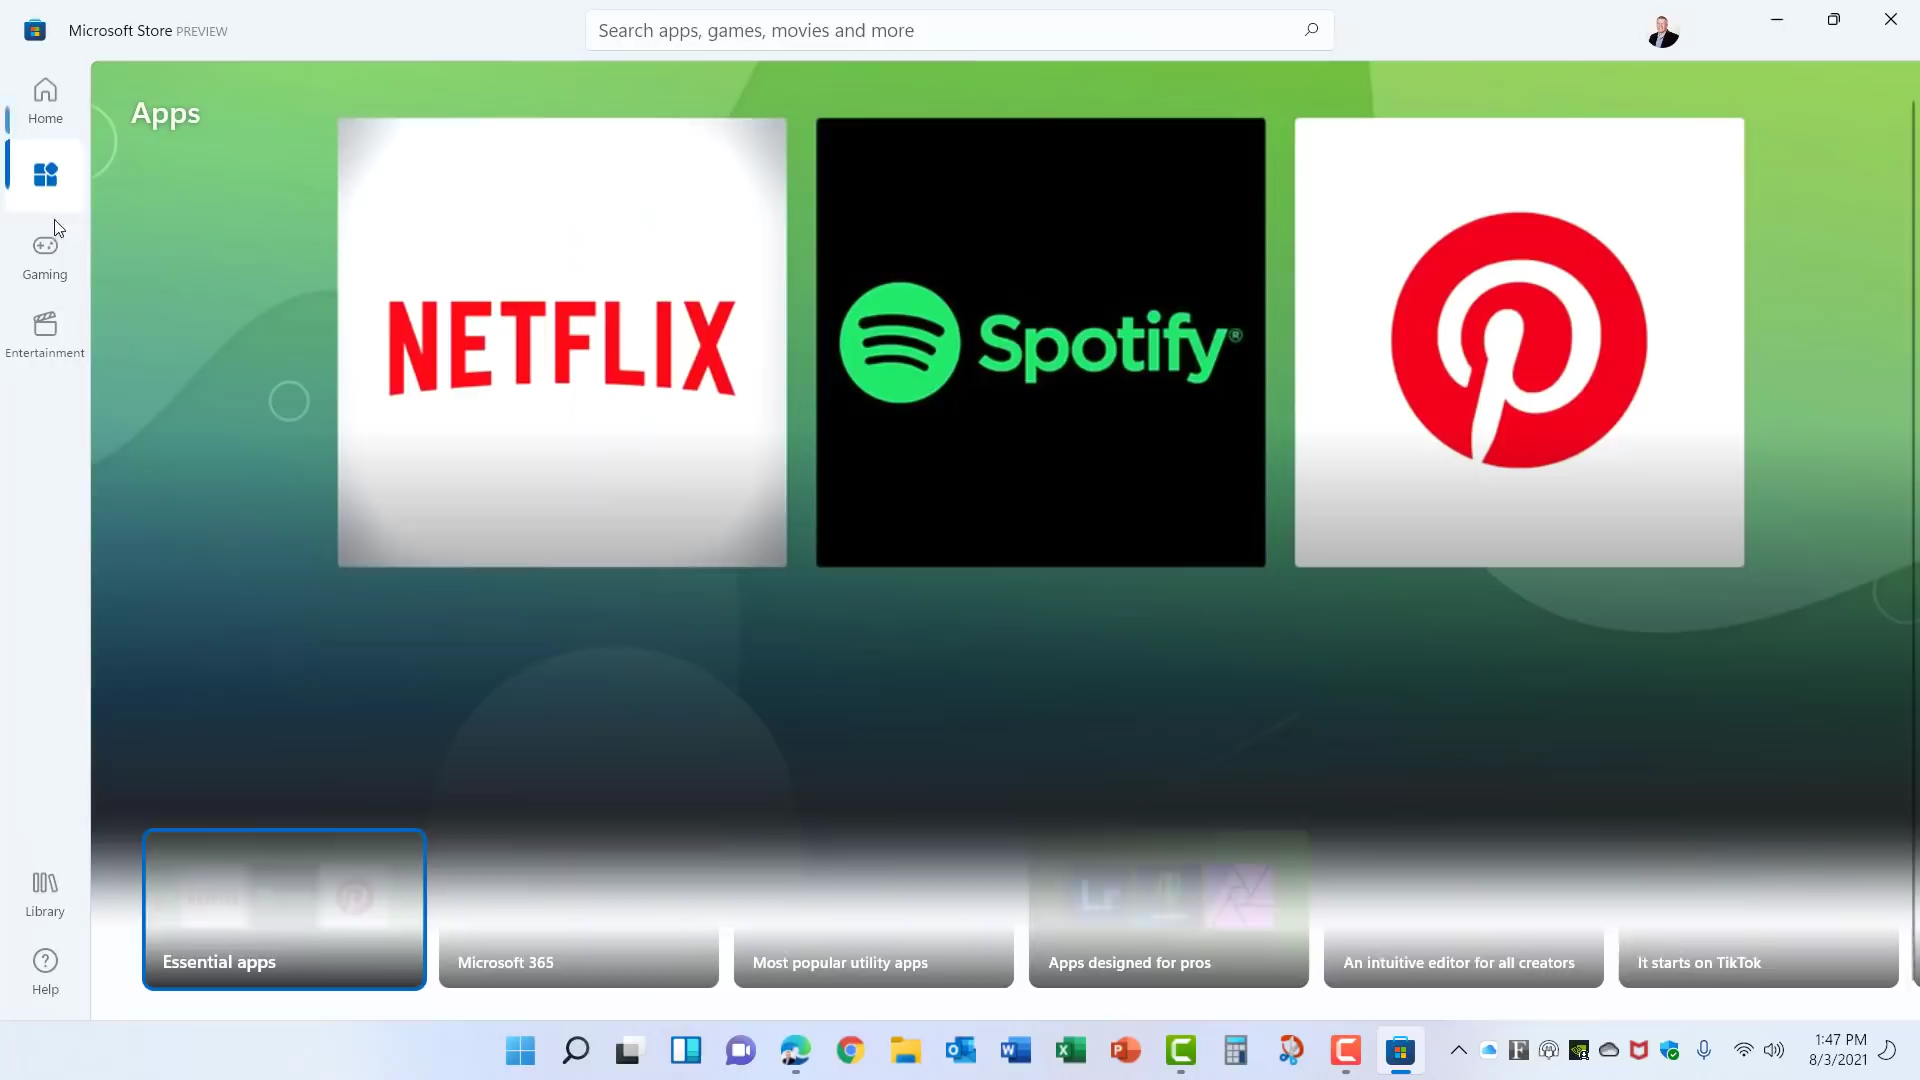 Microsoft Store PREVIEW
Search apps, games, movies and more
Home
Apps
Gaming
Entertainment
NETFLIX
Spotify®
Library
Help
Essential apps
Microsoft 365
Lr
Most popular utility apps
Apps designed for pros
An intuitive editor for all creators
It starts on TikTok
1:47 PM
8/3/2021